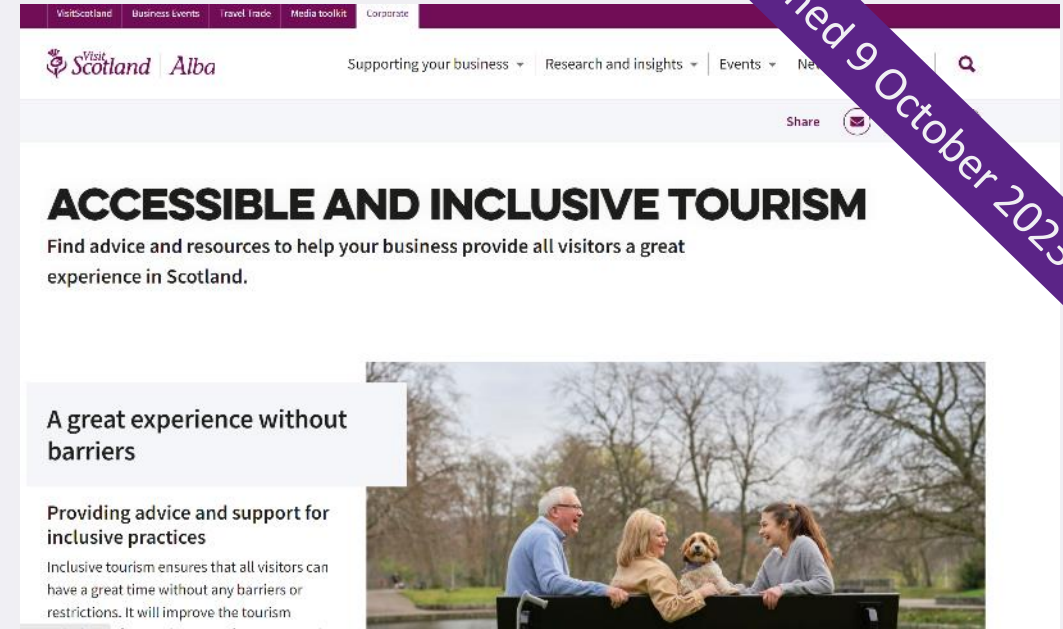 VisitScotland Business Events Travel Trade Media toolkit Corporate
Visit Scotland Alba
Supporting your business Research and insights Events
Share
9 October 2023
ACCESSIBLE AND INCLUSIVE TOURISM
Find advice and resources to help your business provide all visitors a great
experience in Scotland.
A great experience without
barriers
Providing advice and support for
inclusive practices
Inclusive tourism ensures that all visitors can
have a great time without any barriers or
restrictions. It will improve the tourism